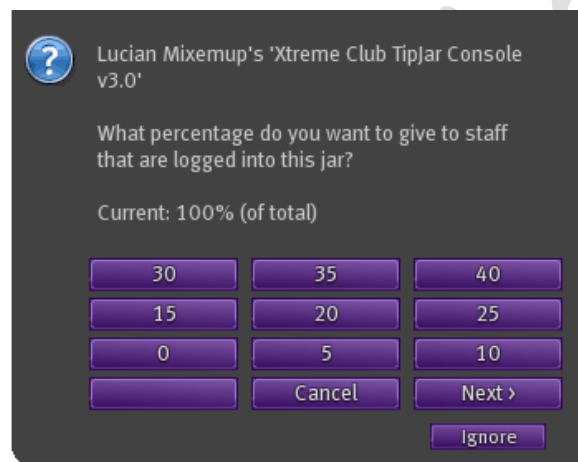 Lucian Mixemup's 'Xtreme Club TipJar Console
v3.0'
What percentage do you want to give to staff
that are logged into this jar?
Current: 100% (of total)
30 35 40
15 20 25
0 5 10
Cancel Next >
Ignore